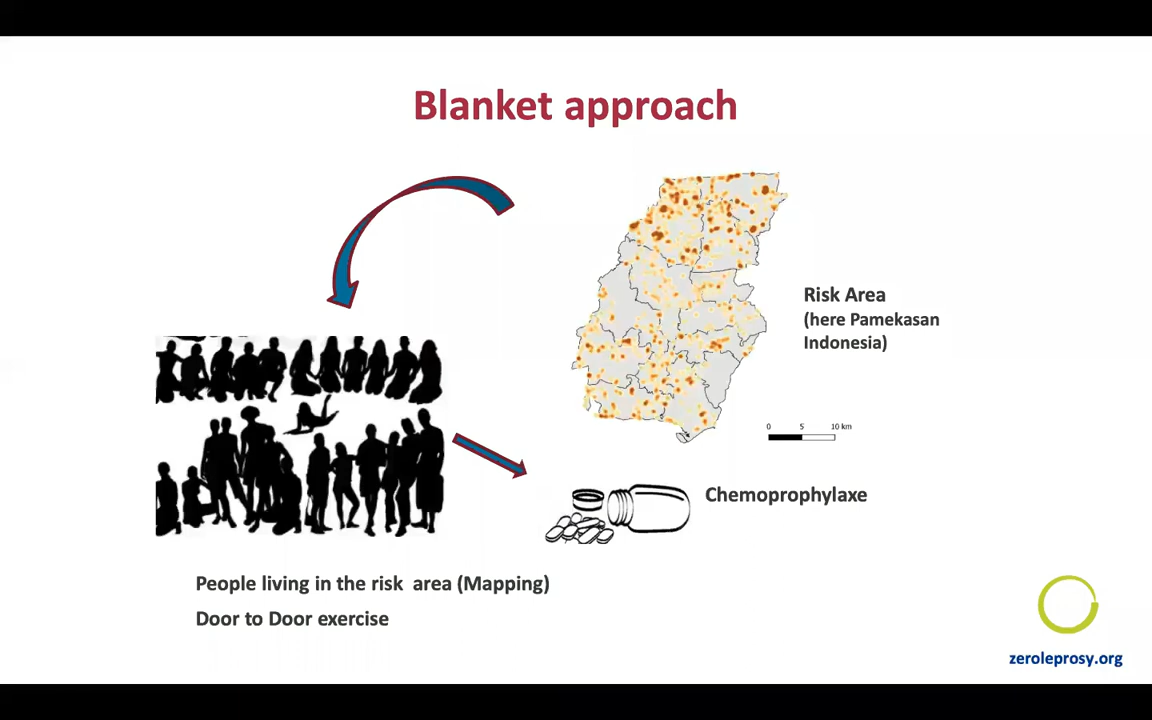 Blanket approach
Risk Area
(here Pamekasan
Indonesia)
0 5 10 km
Chemoprophylaxe
People living in the risk area (Mapping)
Door to Door exercise
zeroleprosy.org